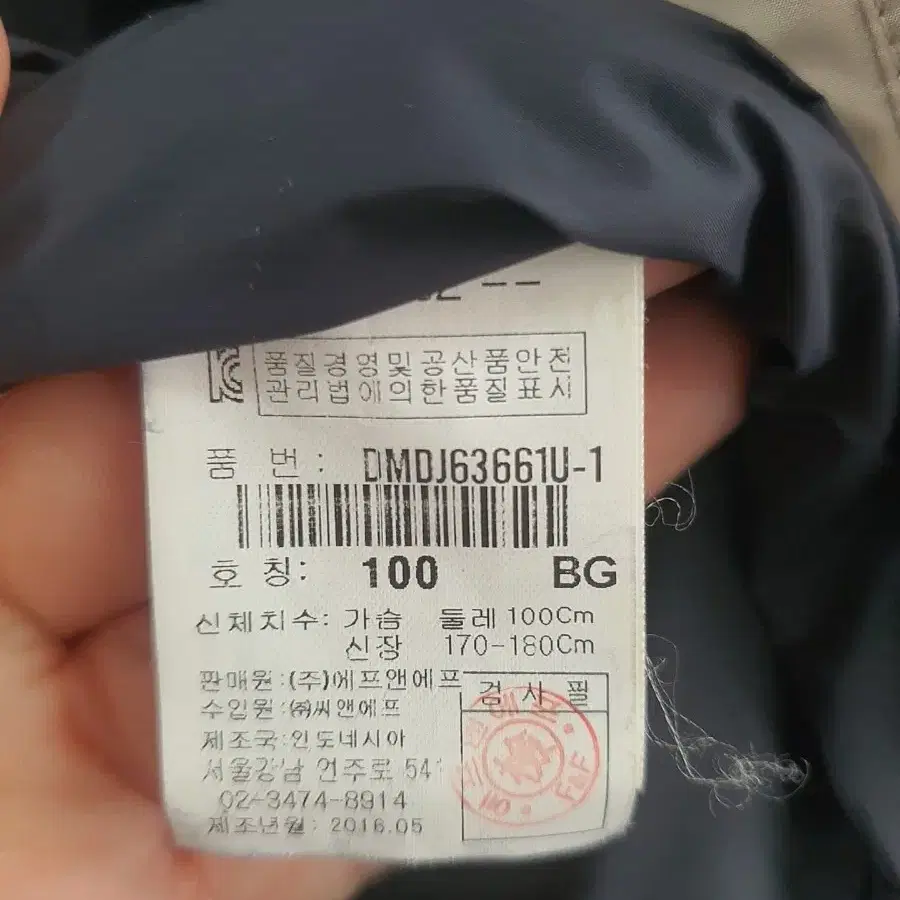 품질경영및공산품안전
관리법에의한품질표시
품 번 : DMDJ63661U-1
호 칭: 100 BG
신체치수: 가슴 둘레 100Cm
신장 170-180Cm
판매원:(주)에프앤에프
수입원:㈜씨앤에프
검 사 필
제조국:인도네시아
서울강남 언주로 541
02-3474-8914
제조년월: 2016.05
F&F